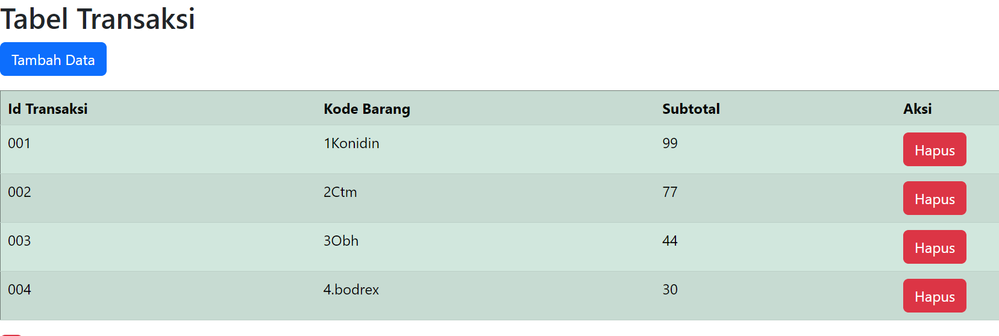 Tabel Transaksi
Tambah Data
Id Transaksi Kode Barang Subtotal Aksi
001 1Konidin 99 Hapus
002 2Ctm 77 Hapus
003 3Obh 44 Hapus
004 4.bodrex 30 Hapus